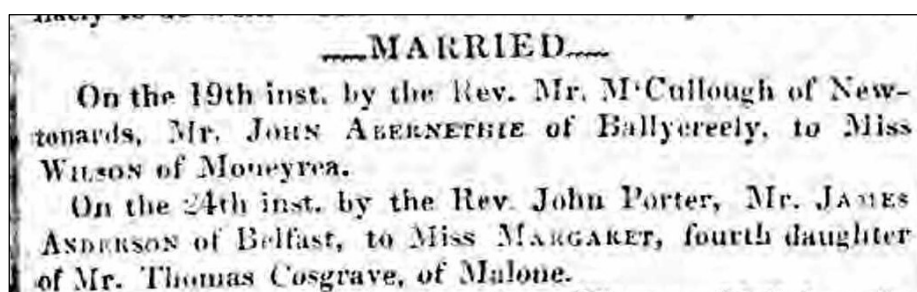 MARRIED
On the 19th inst. by the Rev. Mr. M'Cullough of New-
tonards, Mr. JOHN ABERNETHIE of Ballycreely, to Miss
WILSON of Moneyrea.
On the 24th inst. by the Rev. John Porter, Mr. JAMES
ANDERSON of Belfast, to Miss MARGARET, fourth daughter
of Mr. Thomas Cosgrave, of Malone.